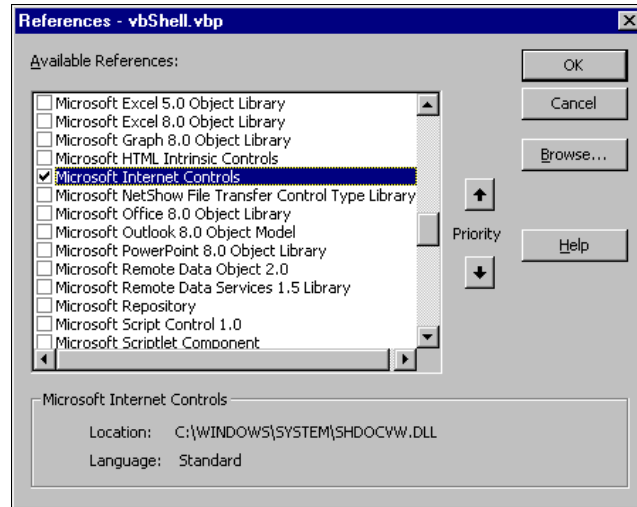 References - vbShell.vbp
Available References:
Microsoft Excel 5.0 Object Library
Microsoft Excel 8.0 Object Library
Microsoft Graph 8.0 Object Library
Microsoft HTML Intrinsic Controls
Microsoft Internet Controls
Microsoft NetShow File Transfer Control Type Library
Microsoft Office 8.0 Object Library
Microsoft Outlook 8.0 Object Model
Microsoft PowerPoint 8.0 Object Library
Microsoft Remote Data Object 2.0
Microsoft Remote Data Services 1.5 Library
Microsoft Repository
Microsoft Script Control 1.0
Microsoft Scriptlet Component
Priority
OK
Cancel
Browse...
Help
Microsoft Internet Controls
Location: C:\WINDOWS\SYSTEM\SHDOCVW.DLL
Language: Standard